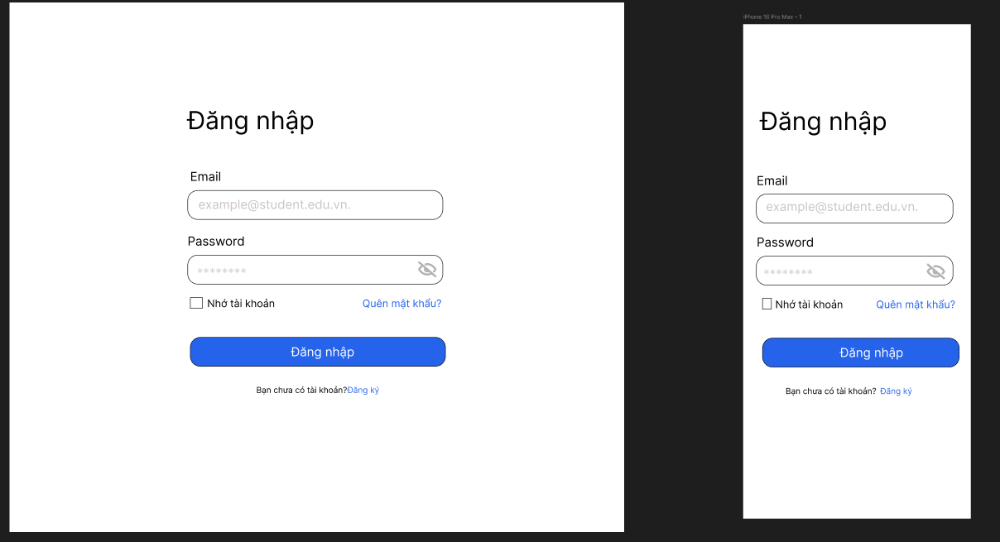 Đăng nhập
Email
example@student.edu.vn.
Password
********
Nhớ tài khoản
Quên mật khẩu?
Đăng nhập
Bạn chưa có tài khoản?Đăng ký
iPhone 16 Pro Max - 1
Đăng nhập
Email
example@student.edu.vn.
Password
********
Nhớ tài khoản
Quên mật khẩu?
Đăng nhập
Bạn chưa có tài khoản? Đăng ký